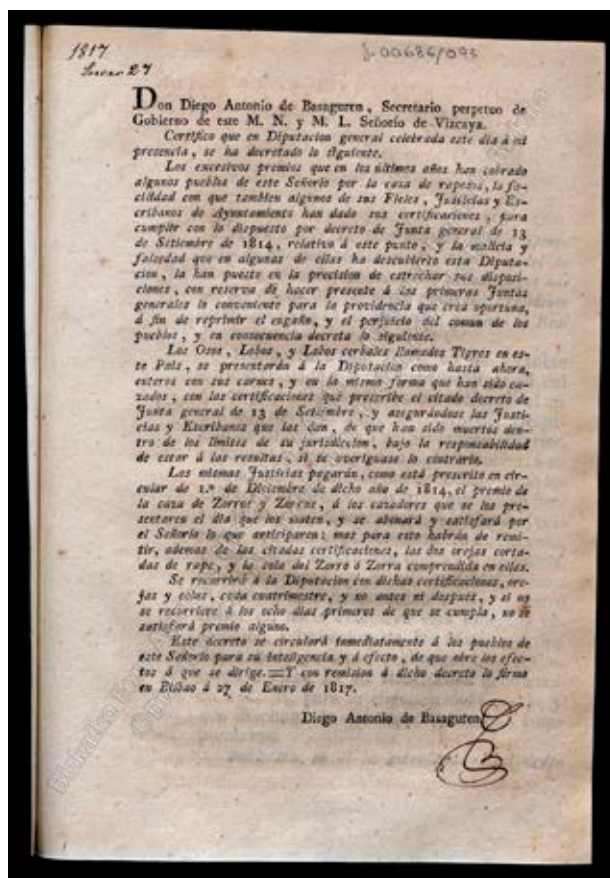 1817
Enero 27
J-00686/095
Don Diego Antonio de Basaguren, Secretario perpetuo de
Gobierno de este M. N. y M. L. Señorío de Vizcaya.
Certifico que en Diputacion general celebrada este dia á mi
presencia, se ha decretado lo siguiente.
Los excesivos premios que en los últimos años han cobrado
algunos pueblos de este Señorío por la caza de raposos, la fa-
cilidad con que tambien algunos de sus Fieles, Justicias y Es-
cribanos de Ayuntamiento han dado sus certificaciones, para
cumplir con lo dispuesto por decreto de Junta general de 13
de Setiembre de 1814, relativo á este punto, y la malicia y
falsedad que en algunas de ellas ha descubierto esta Diputa-
cion, la han puesto en la precision de estrechar sus disposi-
ciones, con reserva de hacer presente á las primeras Juntas
generales lo conveniente para la providencia que crea oportuna,
á fin de reprimir el engaño, y el perjuicio del comun de los
pueblos, y en consecuencia decreta lo siguiente.
Los Osos, Lobos, y Lobos cerbales llamados Tigres en es-
te Pais, se presentarán á la Diputacion como hasta ahora,
enteros con sus carnes, y en la misma forma que han sido ca-
zados, con las certificaciones que prescribe el citado decreto de
Junta general de 13 de Setiembre, y asegurándose las Justi-
cias y Escribanos que las dan, de que han sido muertos den-
tro de los límites de su jurisdiccion, bajo la responsabilidad
de estar á las resultas, si se averiguase lo contrario.
Las mismas Justicias pagarán, como está prescrito en cir-
cular de 1.º de Diciembre de dicho año de 1814, el premio de
la caza de Zorros y Zorras, á los cazadores que se los pre-
sentaren el dia que los maten, y se abonará y satisfará por
el Señorío lo que anticiparen: mas para esto habrán de remi-
tir, ademas de las citadas certificaciones, las dos orejas corta-
das de rape, y la cola del Zorro ó Zorra comprendida en ellas.
Se recurrirá á la Diputacion con dichas certificaciones, ore-
jas y colas, cada cuatrimestre, y no antes ni despues, y si no
se recurriere á los ocho dias primeros de que se cumpla, no se
satisfará premio alguno.
Este decreto se circulará inmediatamente á los pueblos de
este Señorío para su inteligencia y á efecto, de que obre los efec-
tos á que se dirige.=Y con remision á dicho decreto lo firmo
en Bilbao á 27 de Enero de 1817.
Diego Antonio de Basaguren.